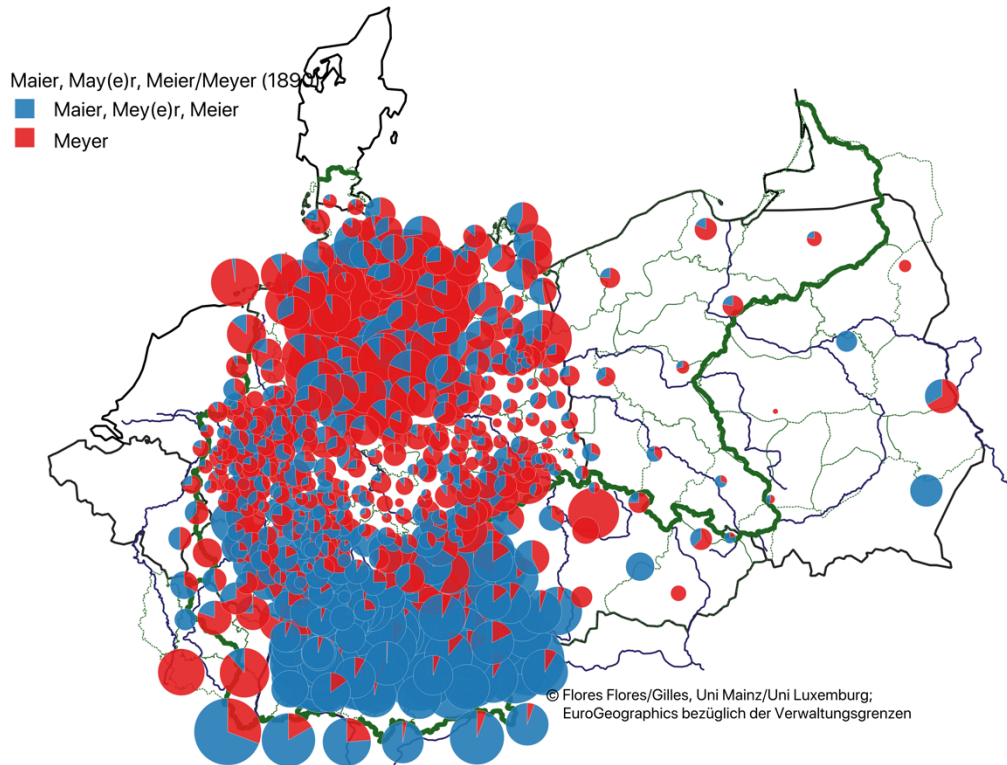 Maier, May(e)r, Meier/Meyer (189
Maier, Mey(e)r, Meier
Meyer
© Flores Flores/Gilles, Uni Mainz/Uni Luxemburg;
EuroGeographics bezüglich der Verwaltungsgrenzen